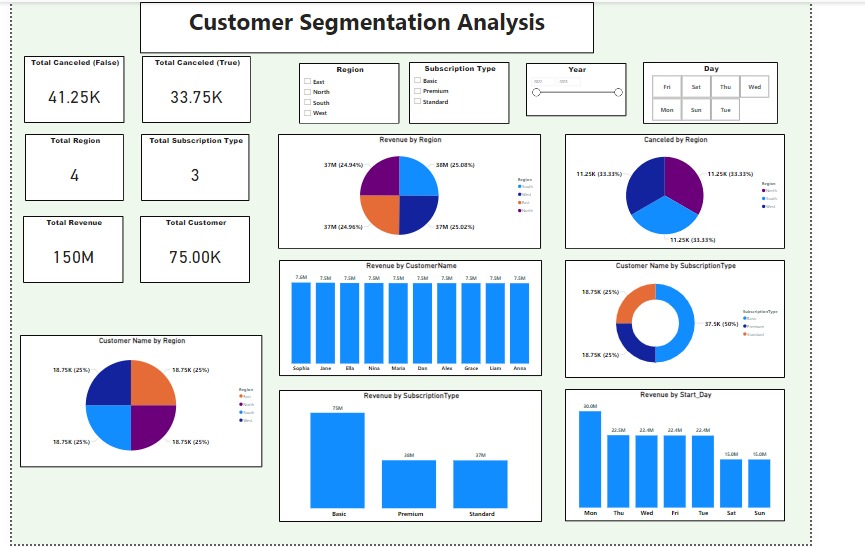 Customer Segmentation Analysis
Total Canceled (False)
41.25K
Total Canceled (True)
33.75K
Region
East
North
South
West
Subscription Type
Basic
Premium
Standard
Year
Day
Fri
Sat
Thu
Wed
Mon
Sun
Tue
Total Region
4
Total Subscription Type
3
Total Revenue
150M
Total Customer
75.00K
Revenue by Region
37M (24.94%)
38M (25.08%)
37M (24.96%)
37M (25.02%)
Region
South
West
East
North
Canceled by Region
11.25K (33.33%)
11.25K (33.33%)
11.25K (33.33%)
Region
North
South
West
Revenue by CustomerName
7.6M
7.5M
7.5M
7.5M
7.5M
7.5M
7.5M
7.5M
7.5M
7.5M
Sophia
Jane
Ella
Nina
Maria
Dan
Alex
Grace
Liam
Anna
Customer Name by SubscriptionType
18.75K (25%)
37.5K (50%)
18.75K (25%)
SubscriptionType
Basic
Premium
Standard
Customer Name by Region
18.75K (25%)
18.75K (25%)
18.75K (25%)
18.75K (25%)
Region
East
North
South
West
Revenue by SubscriptionType
75M
38M
37M
Basic
Premium
Standard
Revenue by Start_Day
30.0M
22.5M
22.4M
22.4M
22.4M
15.0M
15.0M
Mon
Thu
Wed
Fri
Tue
Sat
Sun